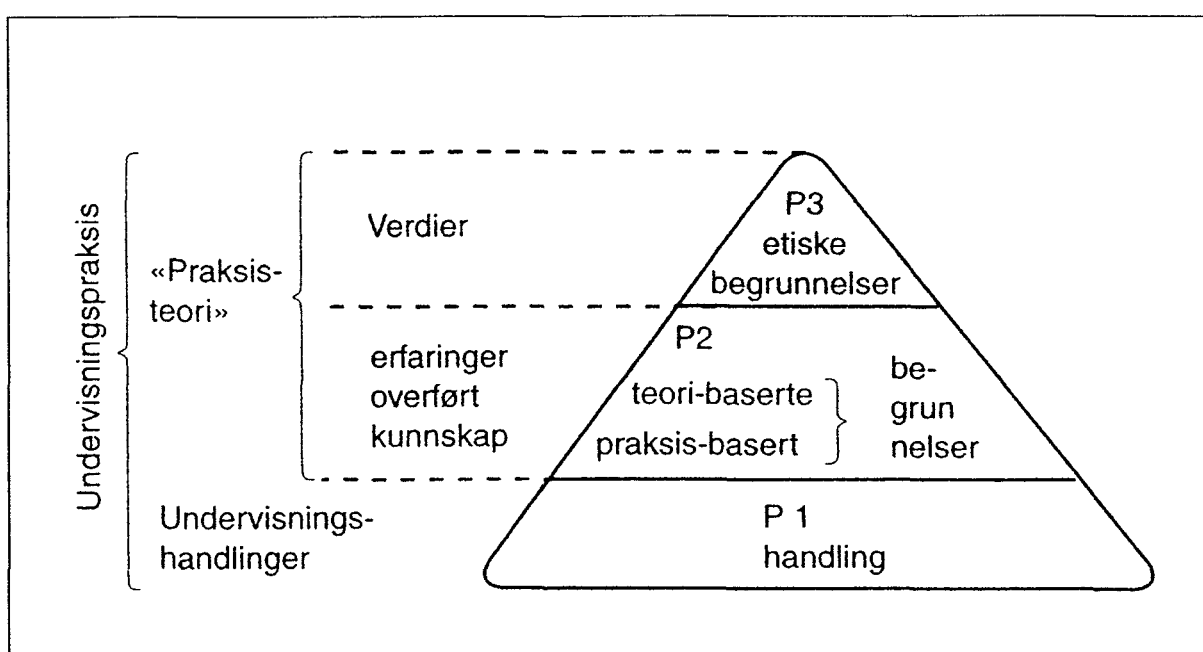 Undervisningspraksis
«Praksis-
teori»
Verdier
erfaringer
overført
kunnskap
Undervisnings-
handlinger
P3
etiske
begrunnelser
P2
teori-baserte
praksis-basert
be-
grun
nelser
P 1
handling